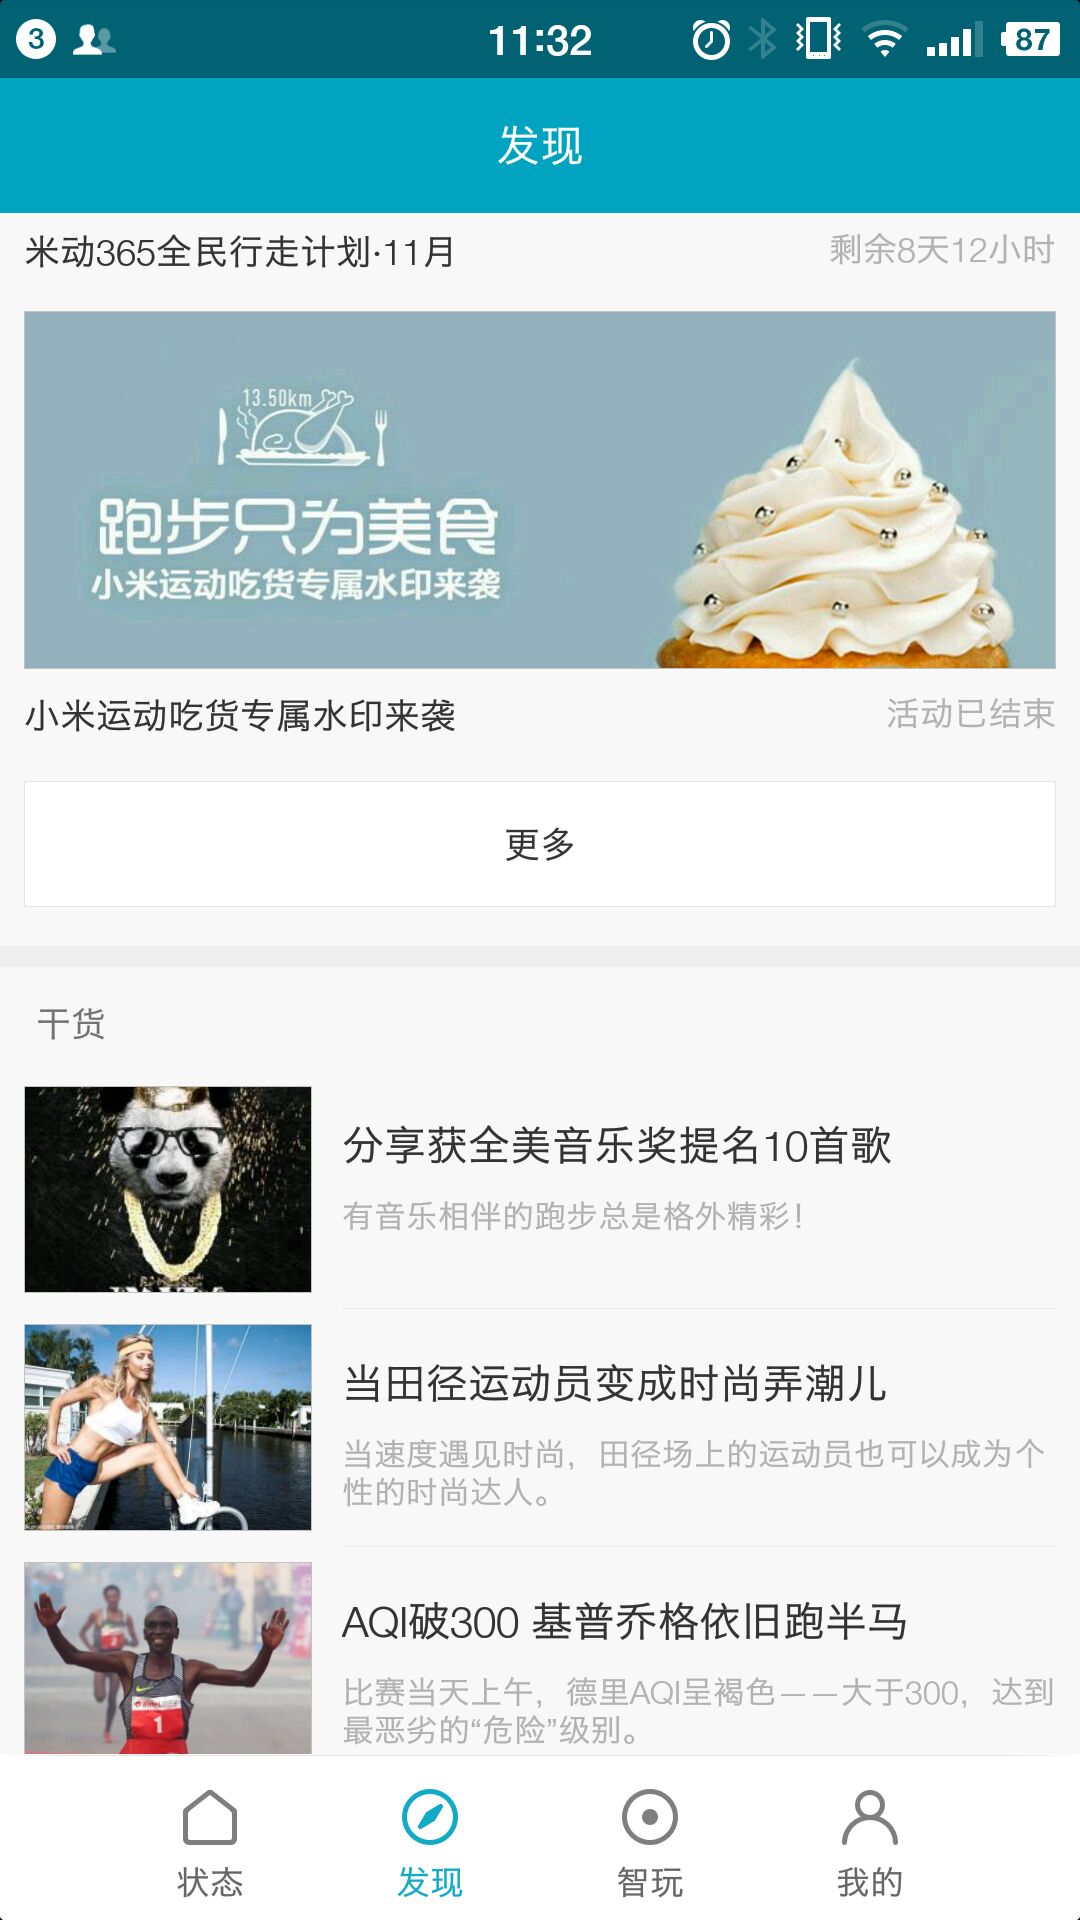 3
11:32
87
发现
米动365全民行走计划·11月
剩余8天12小时
13.50km
跑步只为美食
小米运动吃货专属水印来袭
小米运动吃货专属水印来袭
活动已结束
更多
干货
分享获全美音乐奖提名10首歌
有音乐相伴的跑步总是格外精彩！
当田径运动员变成时尚弄潮儿
当速度遇见时尚，田径场上的运动员也可以成为个
性的时尚达人。
AQI破300 基普乔格依旧跑半马
比赛当天上午，德里AQI呈褐色——大于300，达到
最恶劣的“危险”级别。
airtel
1
状态
发现
智玩
我的